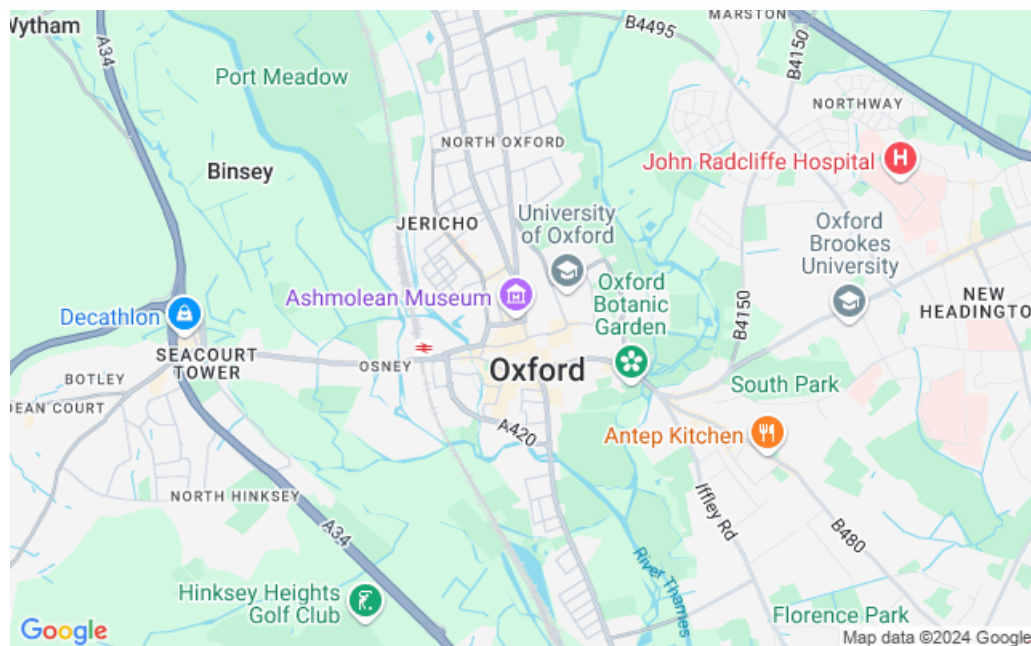 Wytham
A34
B4495
MARSTON
B4150
Port Meadow
NORTHWAY
NORTH OXFORD
John Radcliffe Hospital
Binsey
JERICHO
University
of Oxford
Oxford
Brookes
University
Ashmolean Museum
Oxford
Botanic
Garden
B4150
NEW
HEADINGTO
Decathlon
SEACOURT
TOWER
OSNEY
Oxford
BOTLEY
DEAN COURT
South Park
A420
Antep Kitchen
NORTH HINKSEY
A34
Iffley Rd
B480
River Thames
Hinksey Heights
Golf Club
Florence Park
Google
Map data ©2024 Google